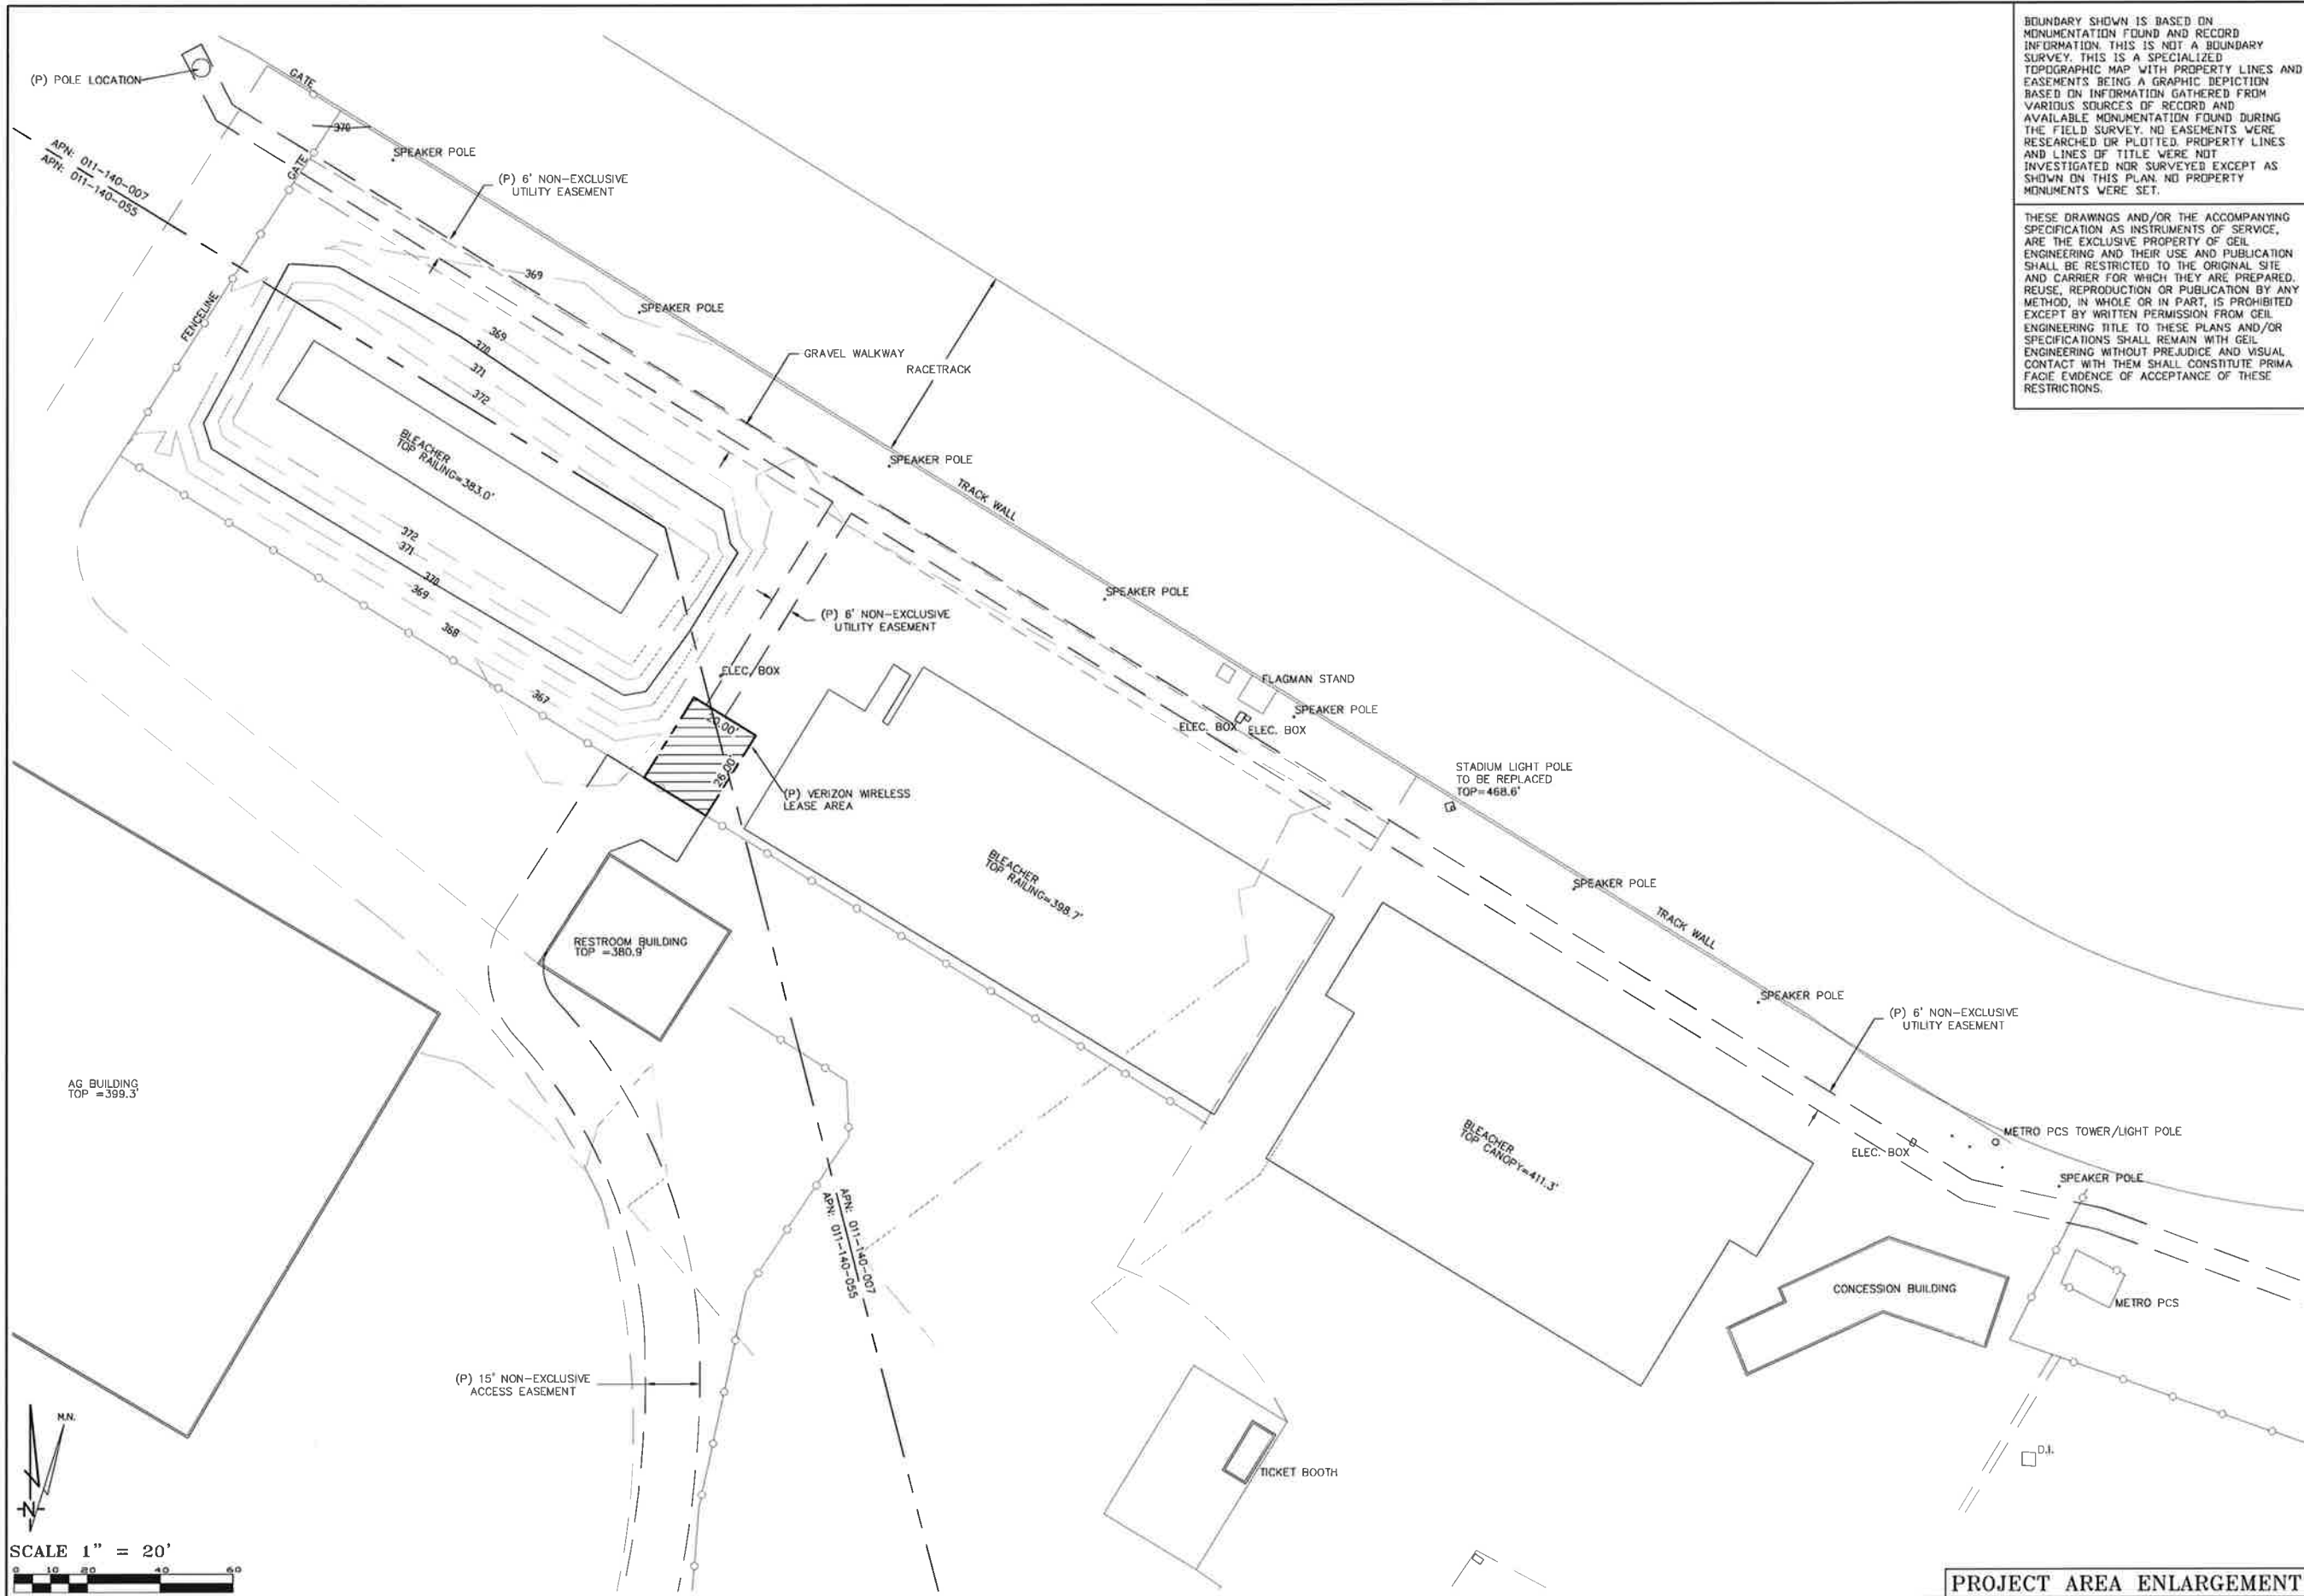 BOUNDARY SHOWN IS BASED ON
MONUMENTATION FOUND AND RECORD
INFORMATION. THIS IS NOT A BOUNDARY
SURVEY. THIS IS A SPECIALIZED
TOPOGRAPHIC MAP WITH PROPERTY LINES AND
EASEMENTS BEING A GRAPHIC DEPICTION
BASED ON INFORMATION GATHERED FROM
VARIOUS SOURCES OF RECORD AND
AVAILABLE MONUMENTATION FOUND DURING
THE FIELD SURVEY. NO EASEMENTS WERE
RESEARCHED OR PLOTTED. PROPERTY LINES
AND LINES OF TITLE WERE NOT
INVESTIGATED NOR SURVEYED EXCEPT AS
SHOWN ON THIS PLAN. NO PROPERTY
MONUMENTS WERE SET.
THESE DRAWINGS AND/OR THE ACCOMPANYING
SPECIFICATION AS INSTRUMENTS OF SERVICE,
ARE THE EXCLUSIVE PROPERTY OF GEIL
ENGINEERING AND THEIR USE AND PUBLICATION
SHALL BE RESTRICTED TO THE ORIGINAL SITE
AND CARRIER FOR WHICH THEY ARE PREPARED.
REUSE, REPRODUCTION OR PUBLICATION BY ANY
METHOD, IN WHOLE OR IN PART, IS PROHIBITED
EXCEPT BY WRITTEN PERMISSION FROM GEIL
ENGINEERING TITLE TO THESE PLANS AND/OR
SPECIFICATIONS SHALL REMAIN WITH GEIL
ENGINEERING WITHOUT PREJUDICE AND VISUAL
CONTACT WITH THEM SHALL CONSTITUTE PRIMA
FACIE EVIDENCE OF ACCEPTANCE OF THESE
RESTRICTIONS.
(P) POLE LOCATION
GATE
370
GATE
SPEAKER POLE
APN: 011-140-007
APN: 011-140-055
(P) 6' NON-EXCLUSIVE
UTILITY EASEMENT
369
FENCELINE
SPEAKER POLE
369
370
371
372
GRAVEL WALKWAY
RACETRACK
BLEACHER
TOP RAILING=383.0'
SPEAKER POLE
TRACK WALL
372
371
370
369
368
367
SPEAKER POLE
(P) 6' NON-EXCLUSIVE
UTILITY EASEMENT
ELEC. BOX
FLAGMAN STAND
SPEAKER POLE
ELEC. BOX
ELEC. BOX
20.00'
26.00'
(P) VERIZON WIRELESS
LEASE AREA
STADIUM LIGHT POLE
TO BE REPLACED
TOP=468.6'
BLEACHER
TOP RAILING=398.7'
SPEAKER POLE
TRACK WALL
RESTROOM BUILDING
TOP =380.9'
SPEAKER POLE
(P) 6' NON-EXCLUSIVE
UTILITY EASEMENT
AG BUILDING
TOP =399.3'
BLEACHER
TOP CANOPY=411.3'
METRO PCS TOWER/LIGHT POLE
ELEC. BOX
SPEAKER POLE
APN: 011-140-007
APN: 011-140-055
CONCESSION BUILDING
METRO PCS
(P) 15' NON-EXCLUSIVE
ACCESS EASEMENT
M.N.
N
TICKET BOOTH
D.I.
SCALE 1" = 20'
0 10 20 40 60
PROJECT AREA ENLARGEMENT